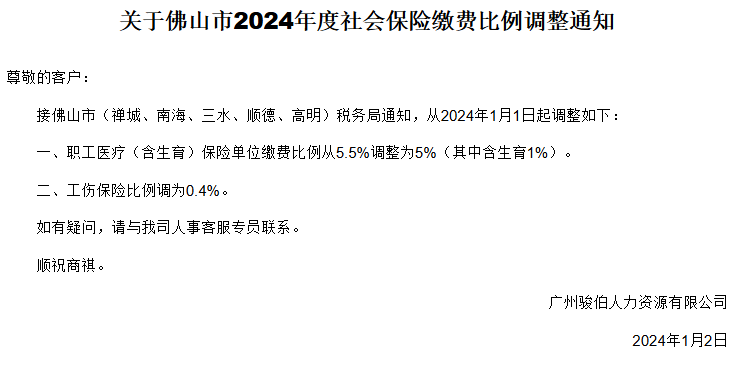 关于佛山市2024年度社会保险缴费比例调整通知
尊敬的客户：
接佛山市（禅城、南海、三水、顺德、高明）税务局通知，从2024年1月1日起调整如下：
一、职工医疗（含生育）保险单位缴费比例从5.5%调整为5%（其中含生育1%）。
二、工伤保险比例调为0.4%。
如有疑问，请与我司人事客服专员联系。
顺祝商祺。
广州骏伯人力资源有限公司
2024年1月2日